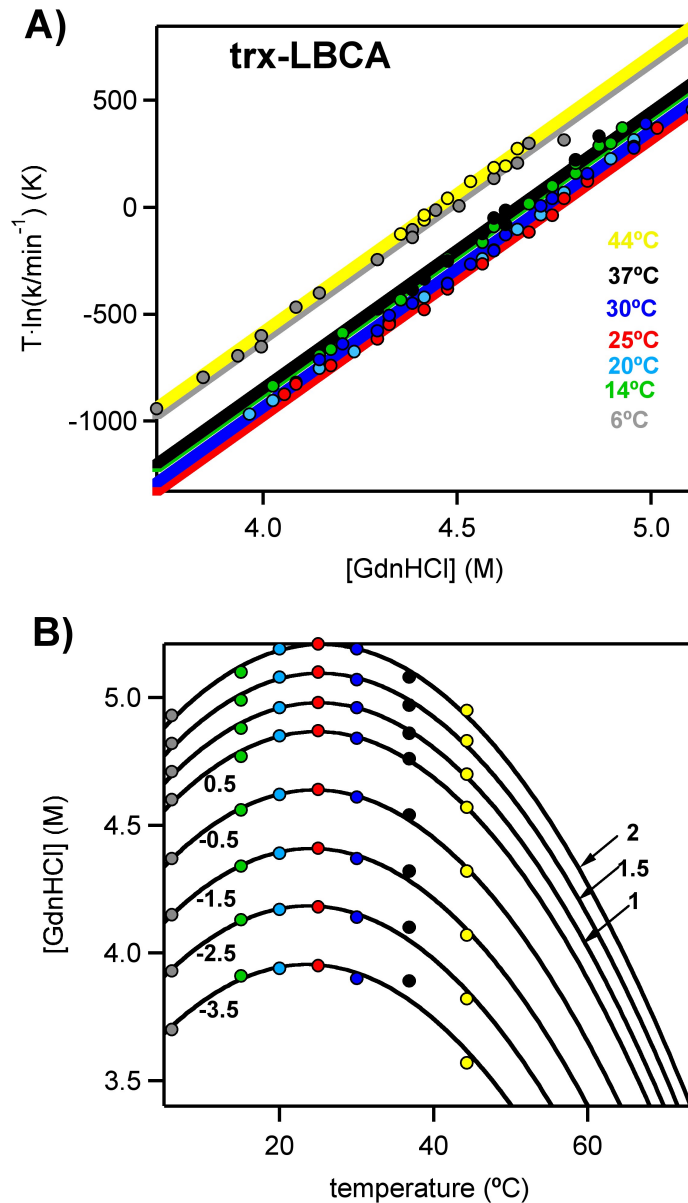 A)
trx-LBCA
T·ln(k/min⁻¹) (K)
500
0
-500
-1000
44ºC
37ºC
30ºC
25ºC
20ºC
14ºC
6ºC
4.0
4.5
5.0
[GdnHCl] (M)
B)
[GdnHCl] (M)
5.0
4.5
4.0
3.5
0.5
-0.5
-1.5
-2.5
-3.5
2
1.5
1
20
40
60
temperature (ºC)